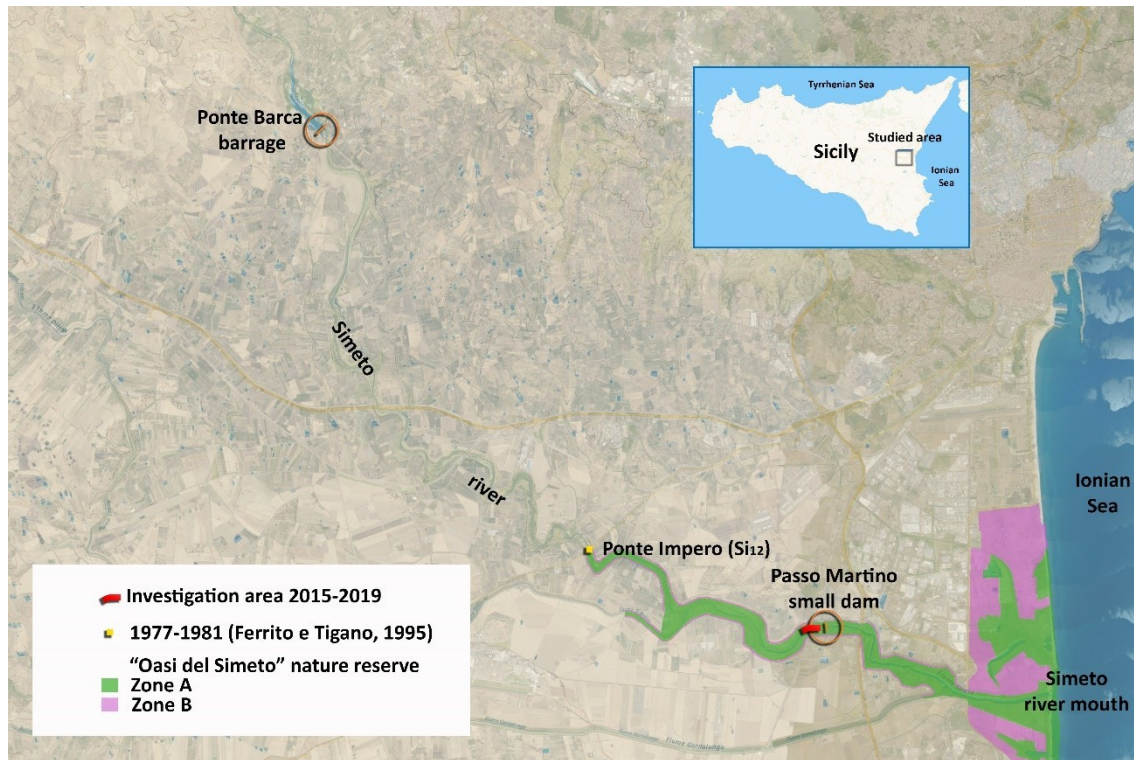 Ponte Barca
barrage
Tyrrhenian Sea
Studied area
Sicily
Ionian
Sea
Simeto
river
Ionian
Sea
Ponte Impero (Si12)
Passo Martino
small dam
Simeto
river mouth
Investigation area 2015-2019
1977-1981 (Ferrito e Tigano, 1995)
“Oasi del Simeto” nature reserve
Zone A
Zone B
Fiume Gornalunga